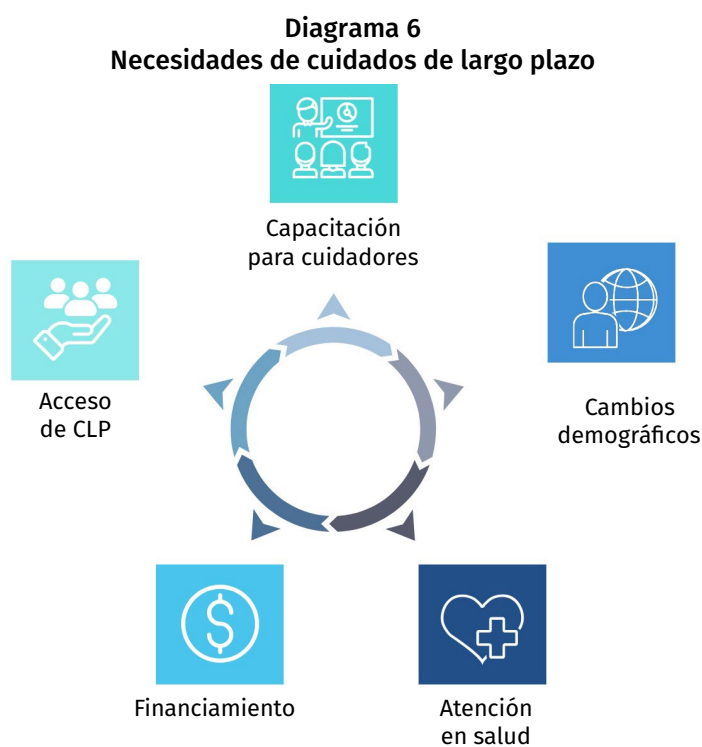 Diagrama 6
Necesidades de cuidados de largo plazo
Capacitación
para cuidadores
Acceso
de CLP
Cambios
demográficos
Financiamiento
Atención
en salud